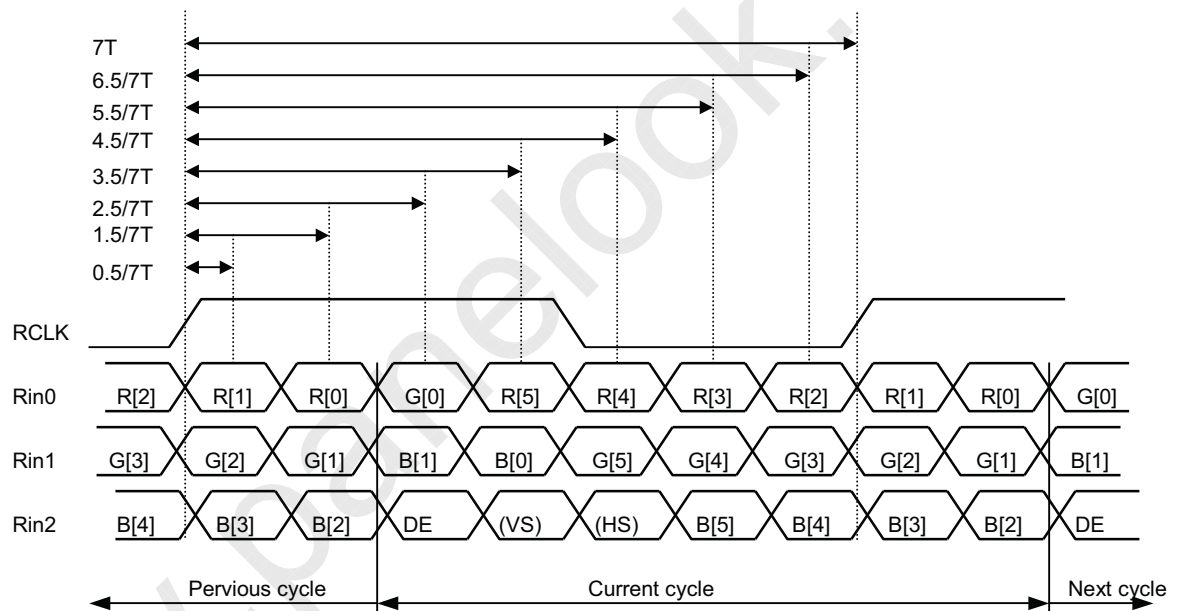 7T
6.5/7T
5.5/7T
4.5/7T
3.5/7T
2.5/7T
1.5/7T
0.5/7T
RCLK
Rin0 R[2] R[1] R[0] G[0] R[5] R[4] R[3] R[2] R[1] R[0] G[0]
Rin1 G[3] G[2] G[1] B[1] B[0] G[5] G[4] G[3] G[2] G[1] B[1]
Rin2 B[4] B[3] B[2] DE (VS) (HS) B[5] B[4] B[3] B[2] DE
Pervious cycle Current cycle Next cycle
panelook.